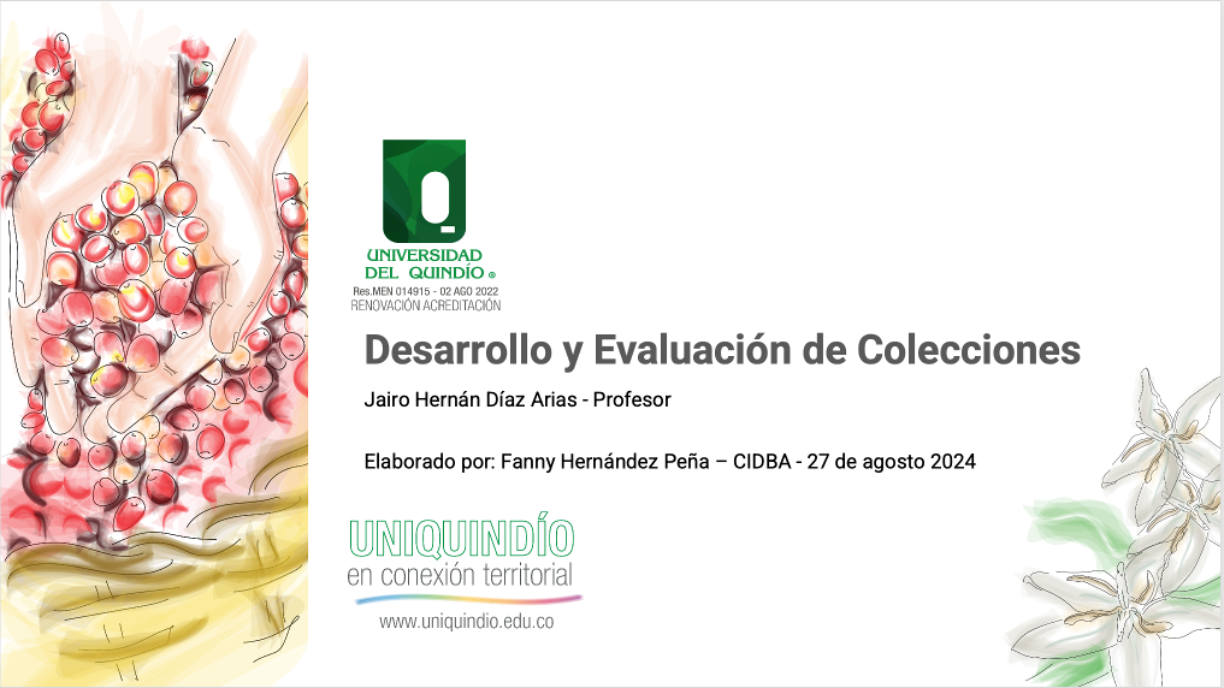 UNIVERSIDAD
DEL QUINDÍO ®
Res.MEN 014915 - 02 AGO 2022
RENOVACIÓN ACREDITACIÓN
Desarrollo y Evaluación de Colecciones
Jairo Hernán Díaz Arias - Profesor
Elaborado por: Fanny Hernández Peña – CIDBA - 27 de agosto 2024
UNIQUINDÍO
en conexión territorial
www.uniquindio.edu.co